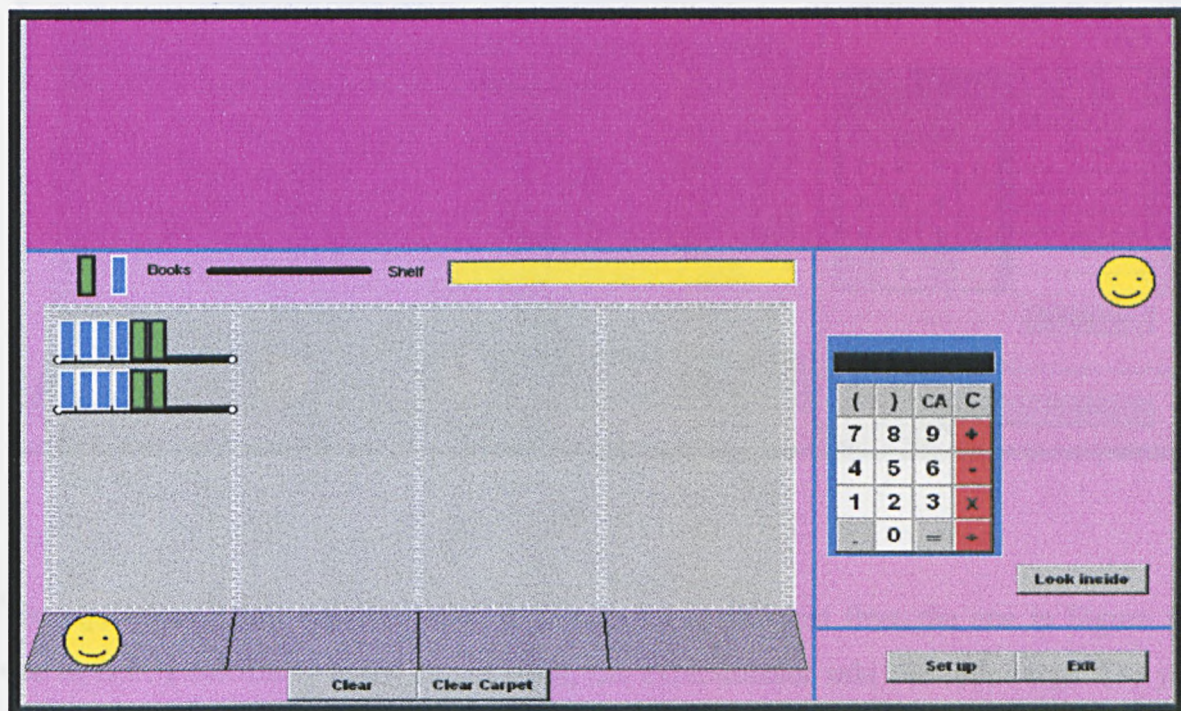 Books Shelf
( ) CA C
7 8 9 +
4 5 6 -
1 2 3 x
. 0 = ÷
Look inside
Set up Exit
Clear Clear Carpet